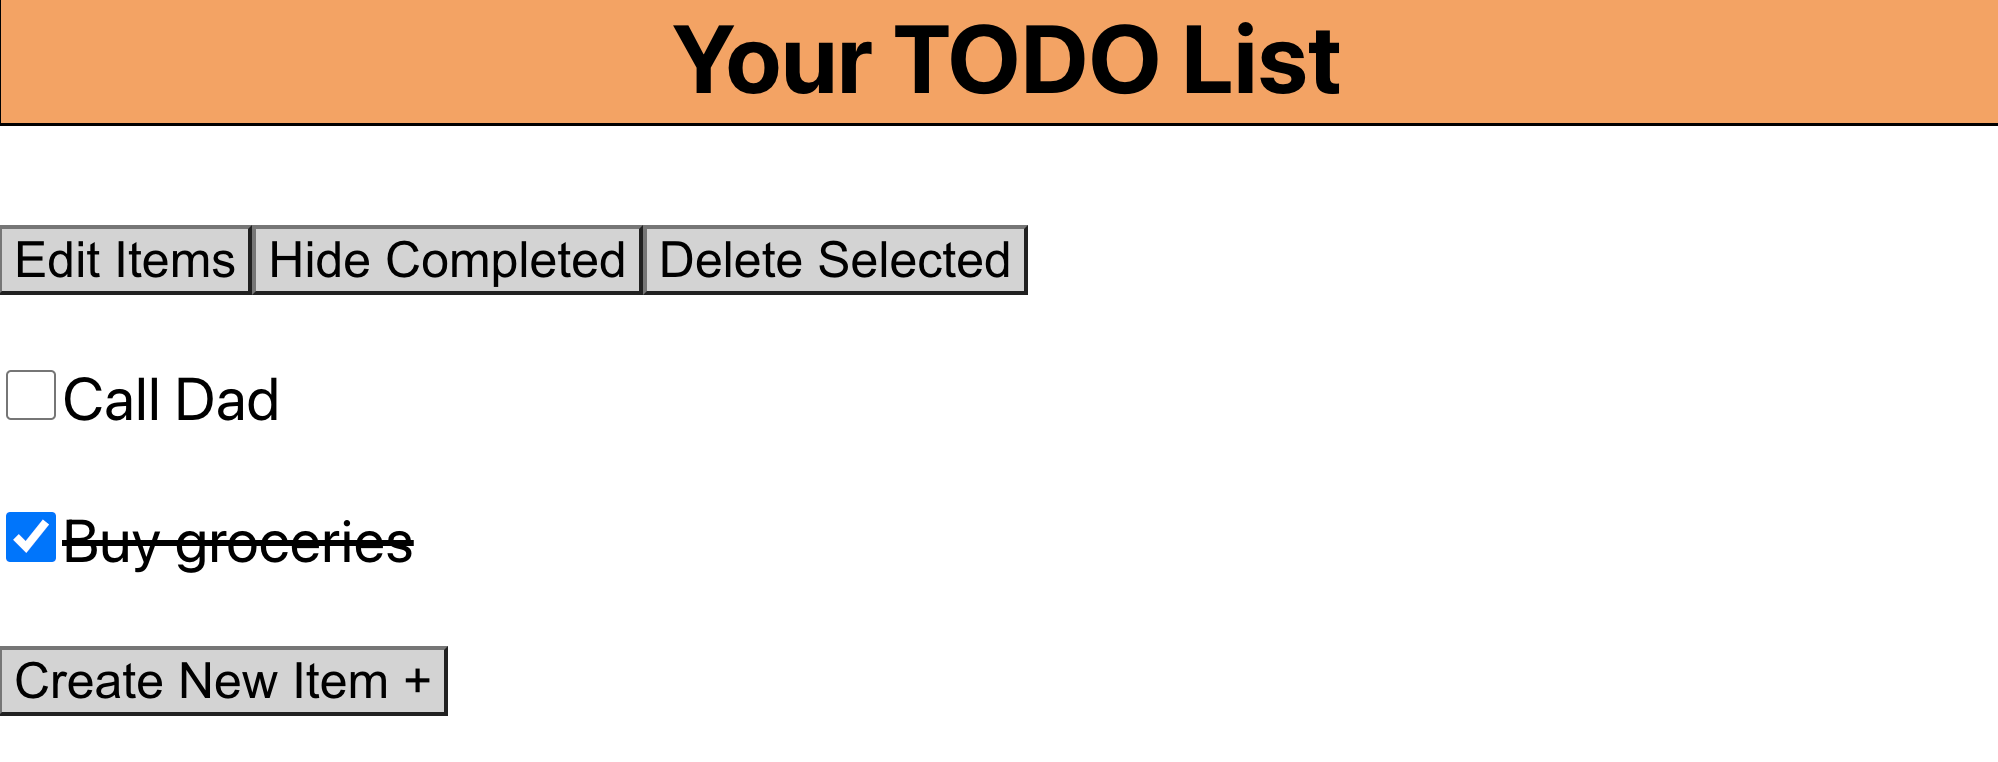 Your TODO List
Edit Items Hide Completed Delete Selected
Call Dad
Buy groceries
Create New Item +